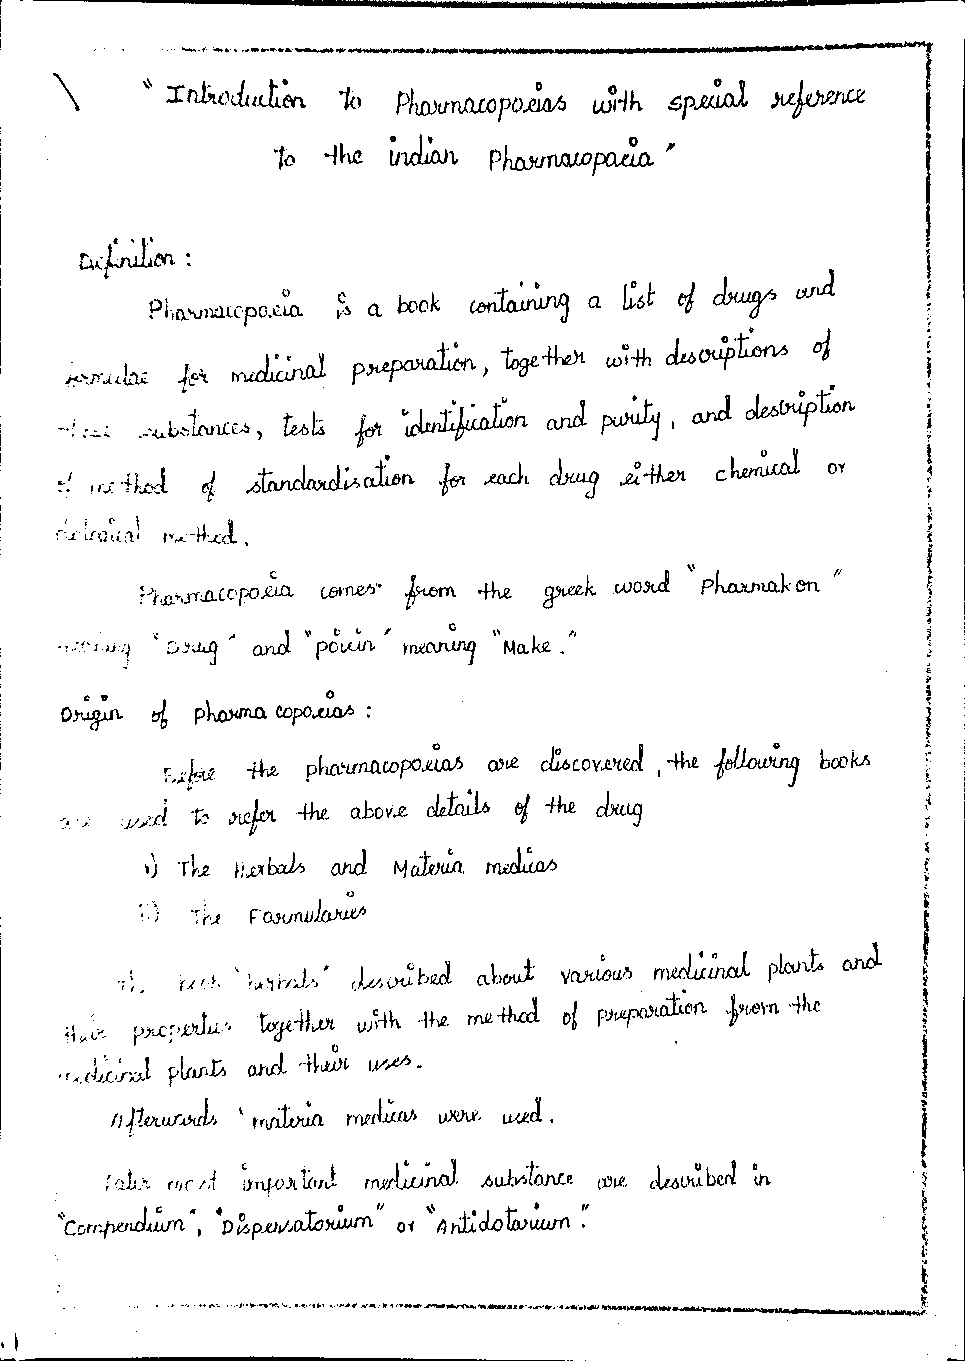 " Introduction to Pharmacopoeias with special reference
to the indian Pharmacopoeia "
Definition :
Pharmacopoeia is a book containing a list of drugs and
formulae for medicinal preparation, together with descriptions of
these substances, tests for identification and purity, and description
of method of standardisation for each drug either chemical or
biological method.
Pharmacopoeia comes from the greek word "Pharmakon"
meaning "Drug" and "poiein" meaning "Make."
Origin of pharmacopoeias :
Before the pharmacopoeias are discovered, the following books
are used to refer the above details of the drug
i) The Herbals and Materia medicas
ii) The Formularies
The book "herbals" described about various medicinal plants and
their properties together with the method of preparation from the
medicinal plants and their uses.
Afterwards 'materia medicas were used.
Later most important medicinal substance are described in
"Compendium", "Dispensatorium" or "Antidotarium".